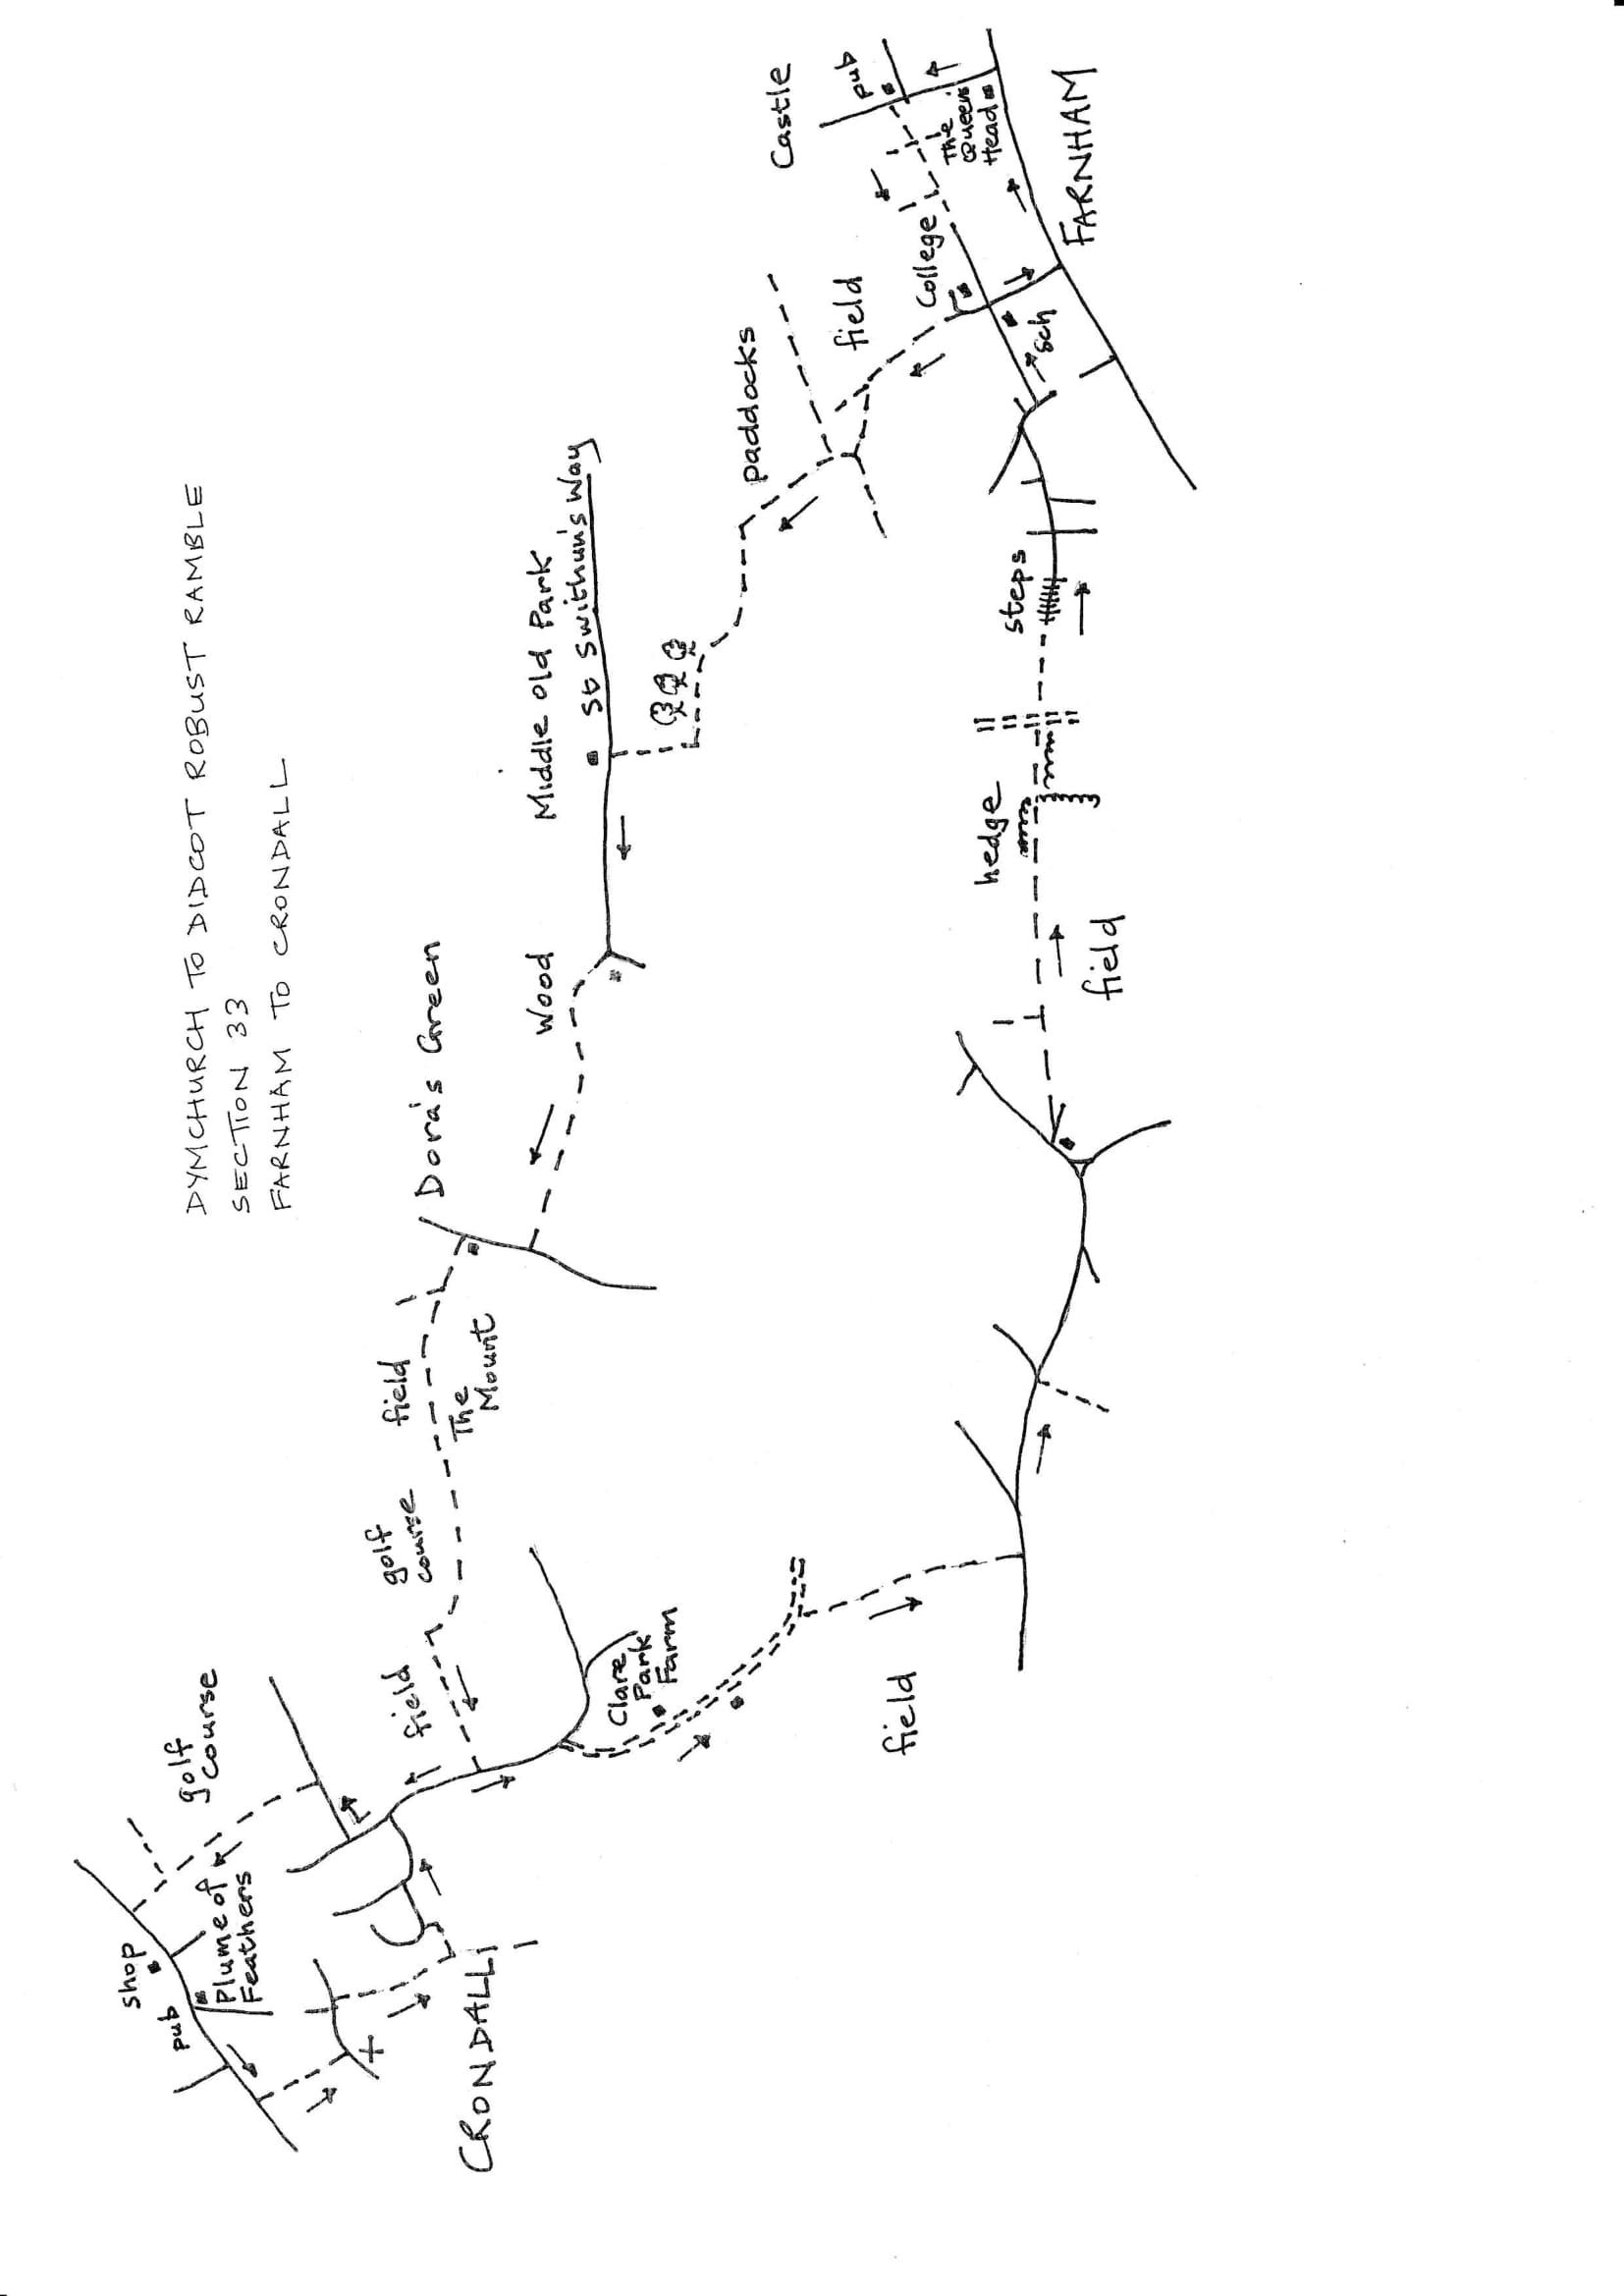 DYMCHURCH TO DIDCOT ROBUST RAMBLE
SECTION 33
FARNHAM TO CRONDALL
shop
pub
Plume of
Feathers
golf
course
CRONDALL
field
golf
course
field
The
Mount
Dora's Green
Wood
Middle Old Park
St Swithun's Way
Clare
Park
Farm
paddocks
Castle
pub
field
College
The
Queens
Head
field
hedge
steps
sch
field
FARNHAM